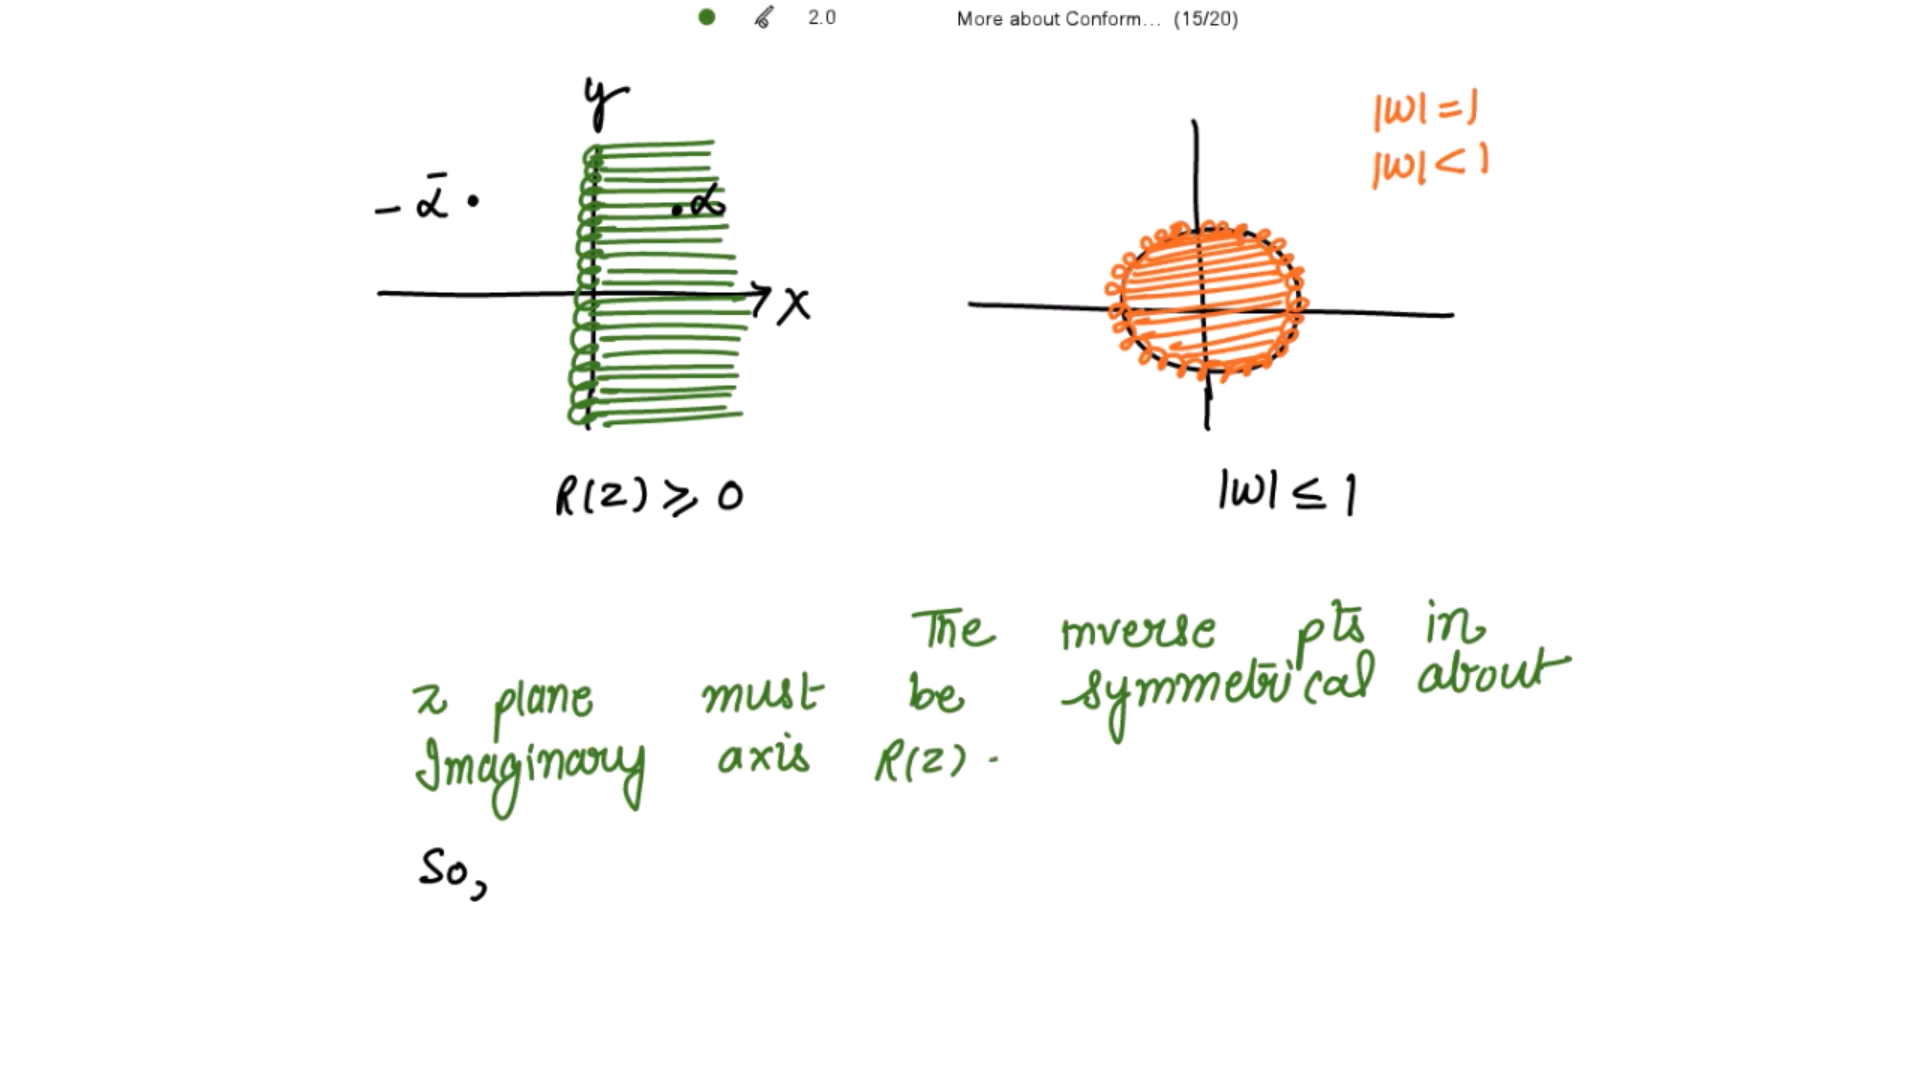 2.0 More about Conform... (15/20)
y
|w| = 1
|w| < 1
- ᾱ .
. α
x
R(z) ⩾ 0
|w| ≤ 1
The inverse pts in
z plane must be symmetrical about
Imaginary axis R(z).
So,